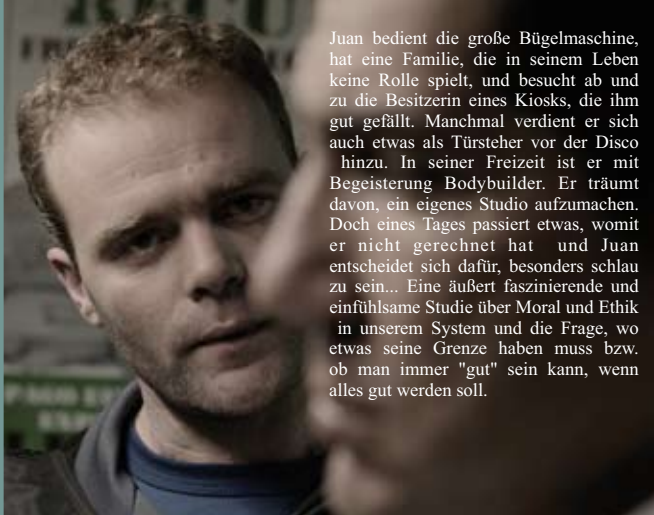 Juan bedient die große Bügelmaschine,
hat eine Familie, die in seinem Leben
keine Rolle spielt, und besucht ab und
zu die Besitzerin eines Kiosks, die ihm
gut gefällt. Manchmal verdient er sich
auch etwas als Türsteher vor der Disco
hinzu. In seiner Freizeit ist er mit
Begeisterung Bodybuilder. Er träumt
davon, ein eigenes Studio aufzumachen.
Doch eines Tages passiert etwas, womit
er nicht gerechnet hat und Juan
entscheidet sich dafür, besonders schlau
zu sein... Eine äußert faszinierende und
einfühlsame Studie über Moral und Ethik
in unserem System und die Frage, wo
etwas seine Grenze haben muss bzw.
ob man immer "gut" sein kann, wenn
alles gut werden soll.